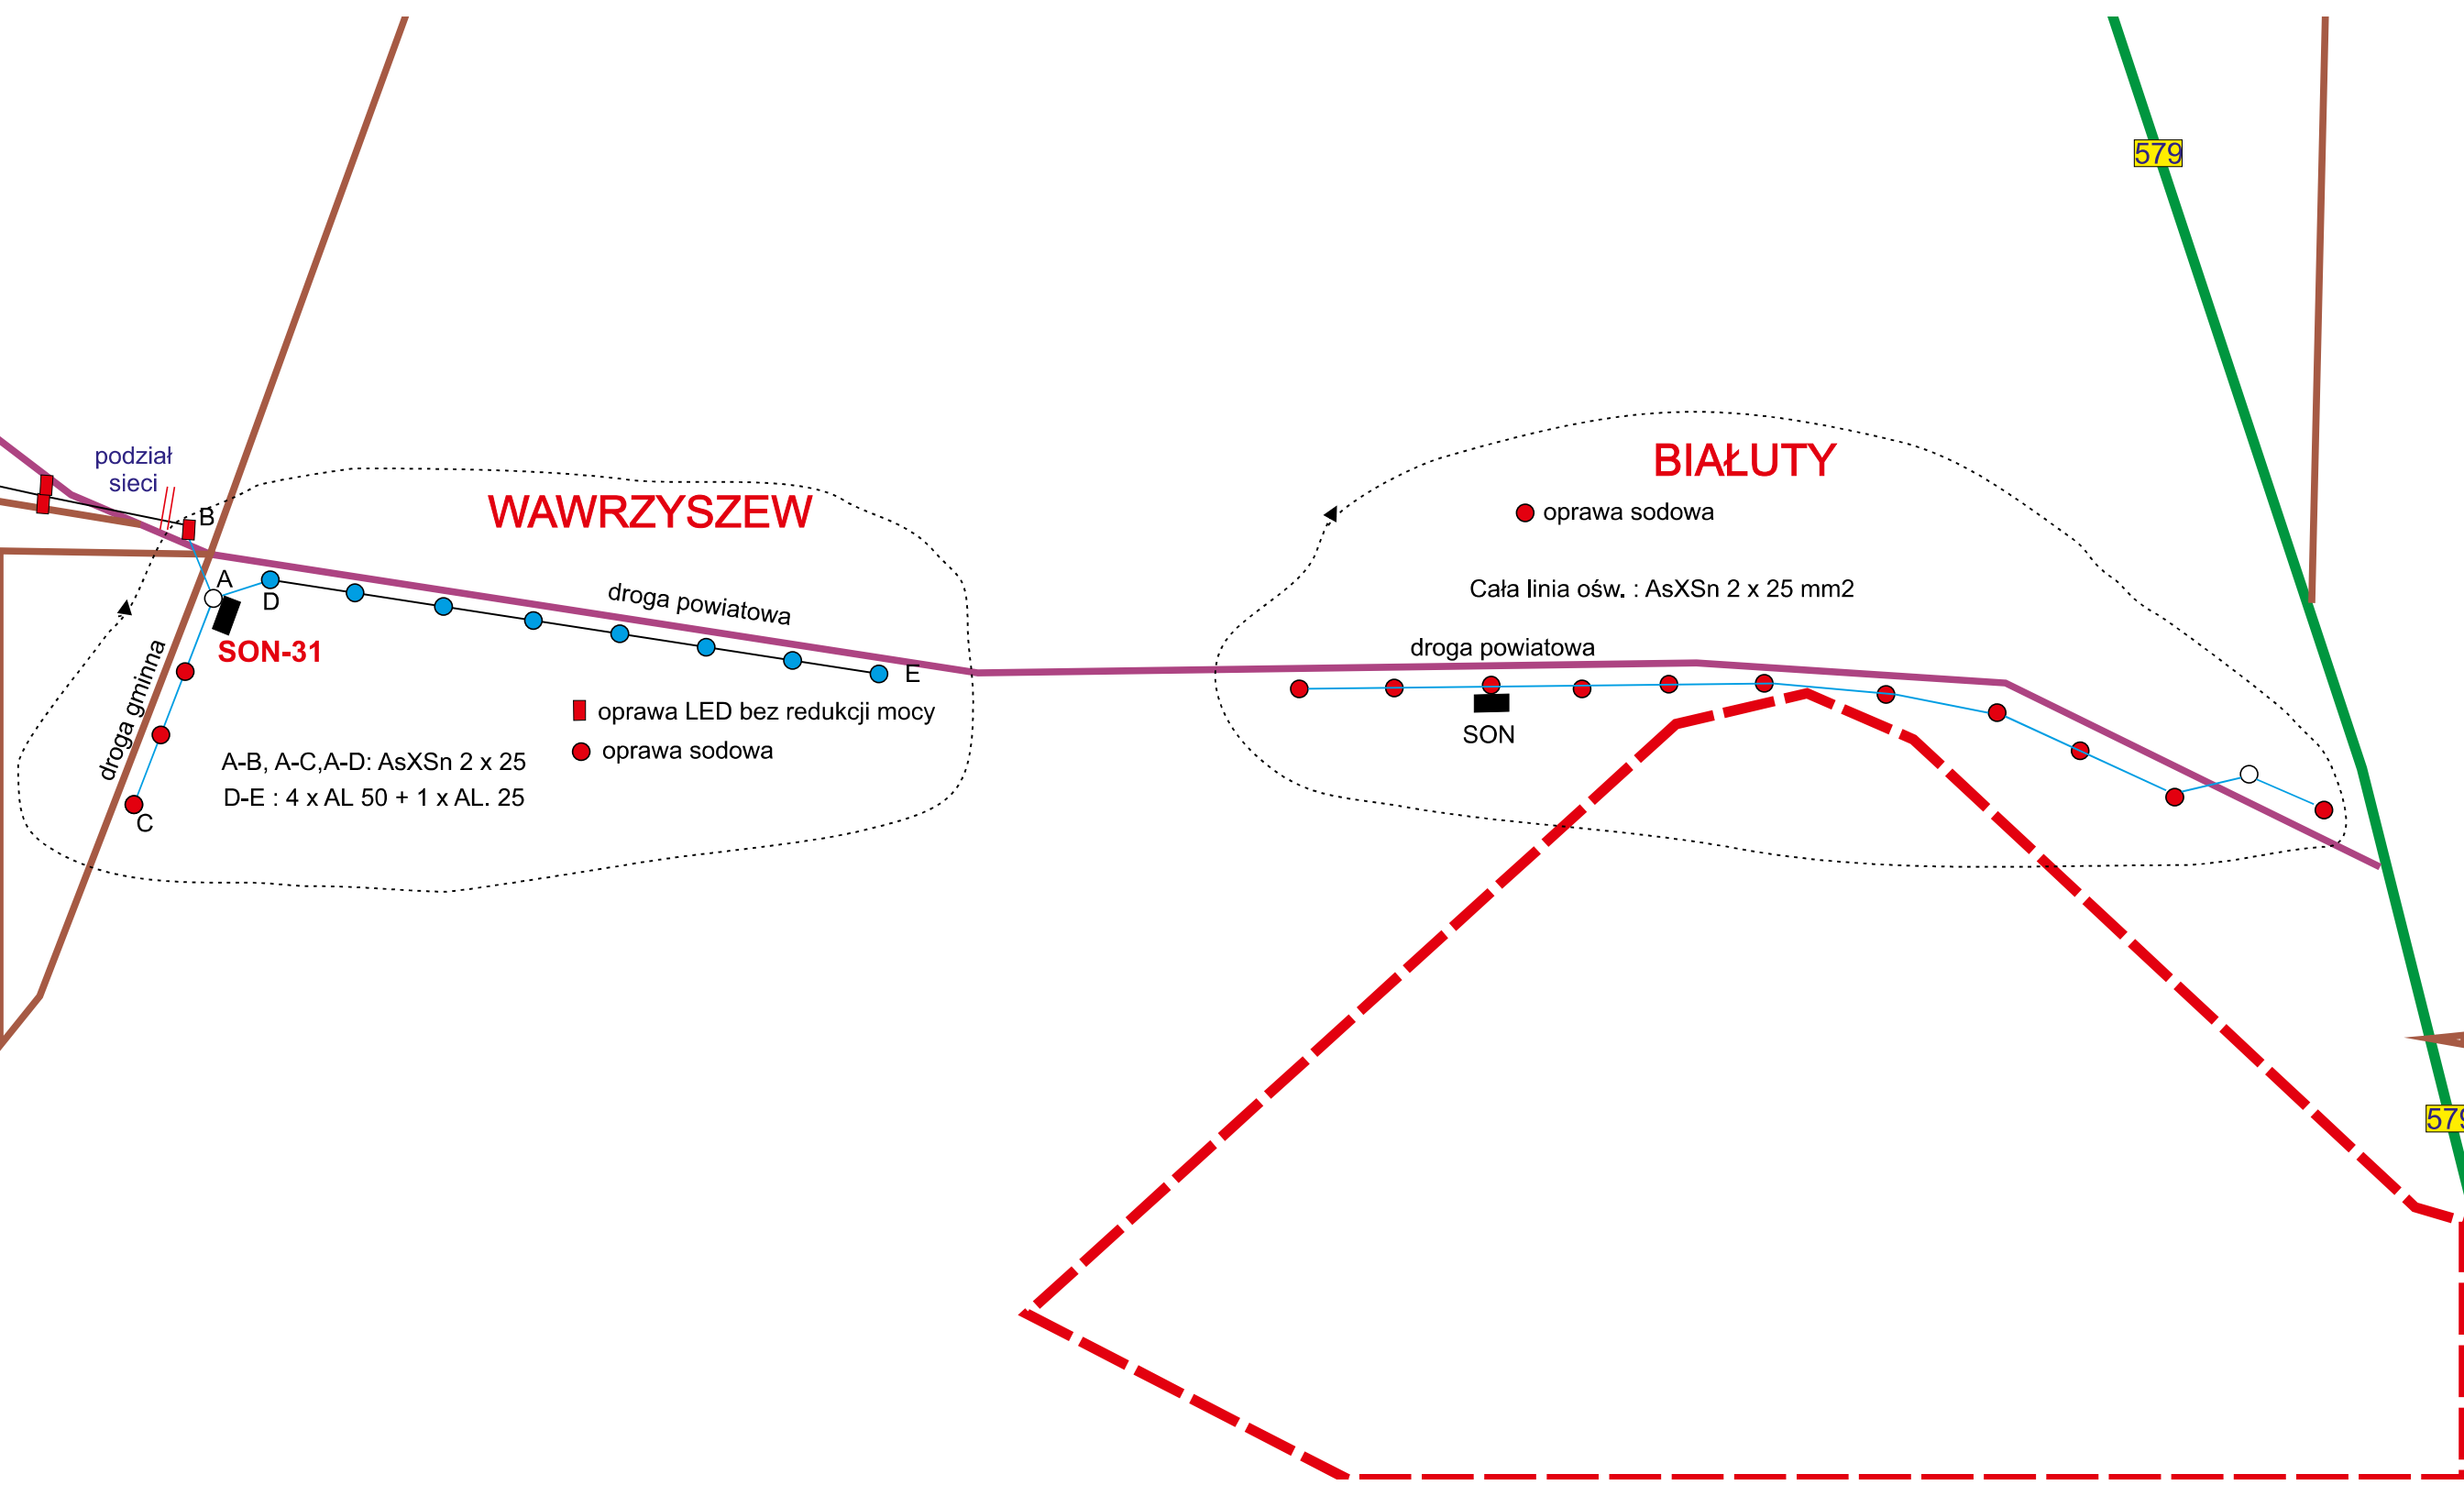 579
podział
sieci
B
WAWRZYSZEW
BIAŁUTY
oprawa sodowa
A
D
droga powiatowa
Cała linia ośw. : AsXSn 2 x 25 mm2
SON-31
droga powiatowa
E
droga gminna
oprawa LED bez redukcji mocy
SON
oprawa sodowa
A-B, A-C,A-D: AsXSn 2 x 25
D-E : 4 x AL 50 + 1 x AL. 25
C
579